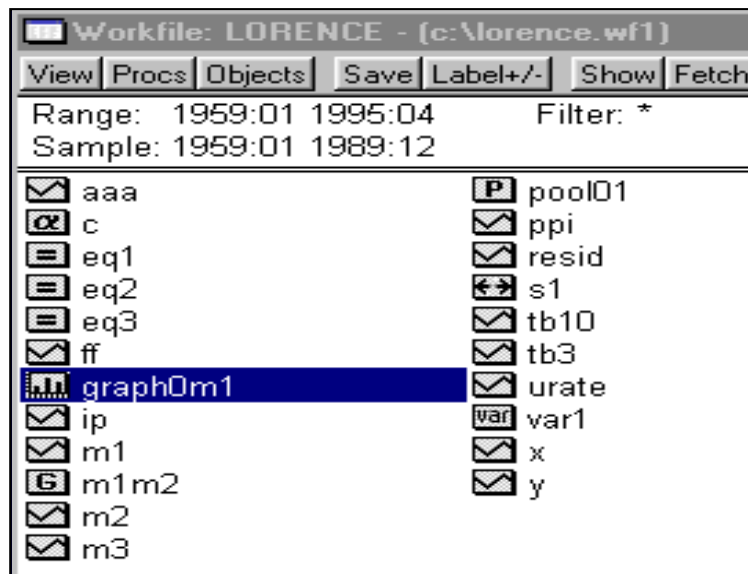 Workfile: LORENCE - (c:\lorence.wf1)
View Procs Objects Save Label+/- Show Fetch
Range: 1959:01 1995:04 Filter: *
Sample: 1959:01 1989:12
aaa
α c
= eq1
= eq2
= eq3
ff
graph0m1
ip
m1
G m1m2
m2
m3
P pool01
ppi
resid
s1
tb10
tb3
urate
var var1
x
y